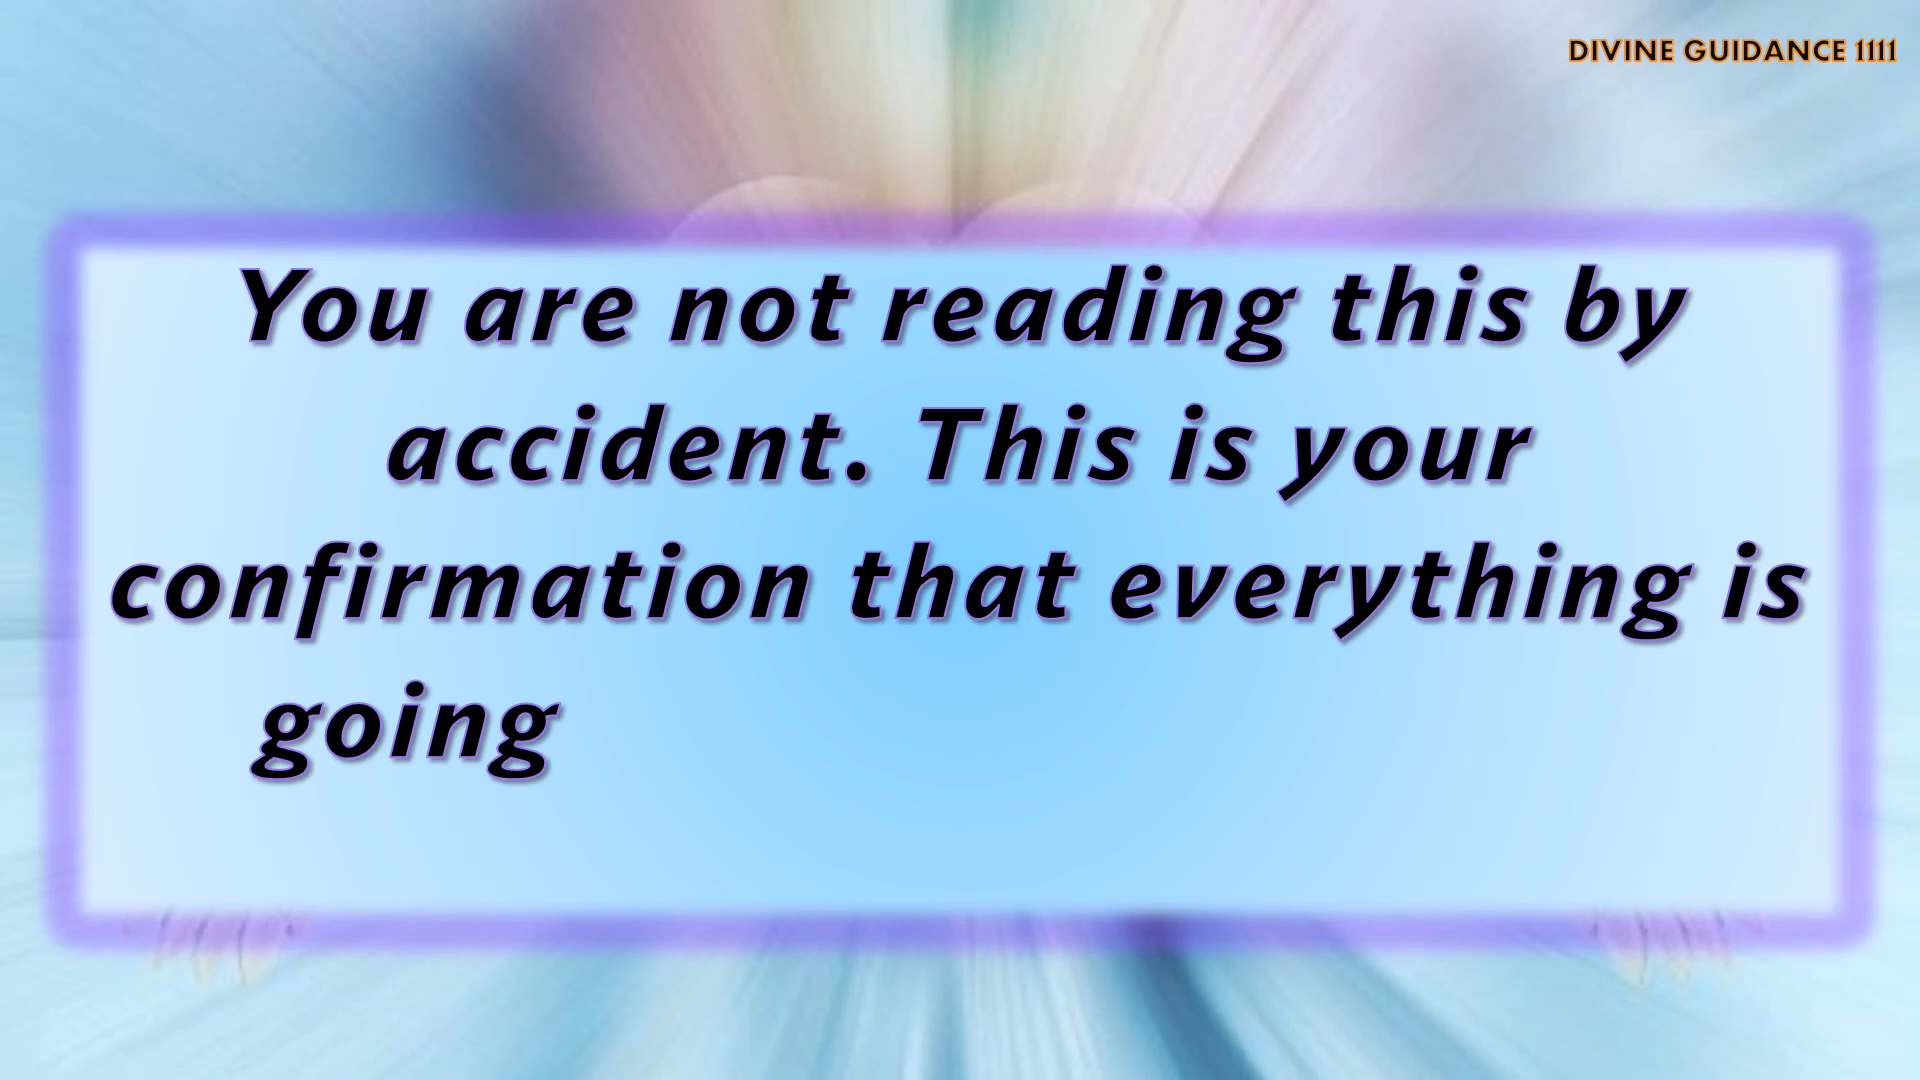 DIVINE GUIDANCE 1111
You are not reading this by
accident. This is your
confirmation that everything is
going